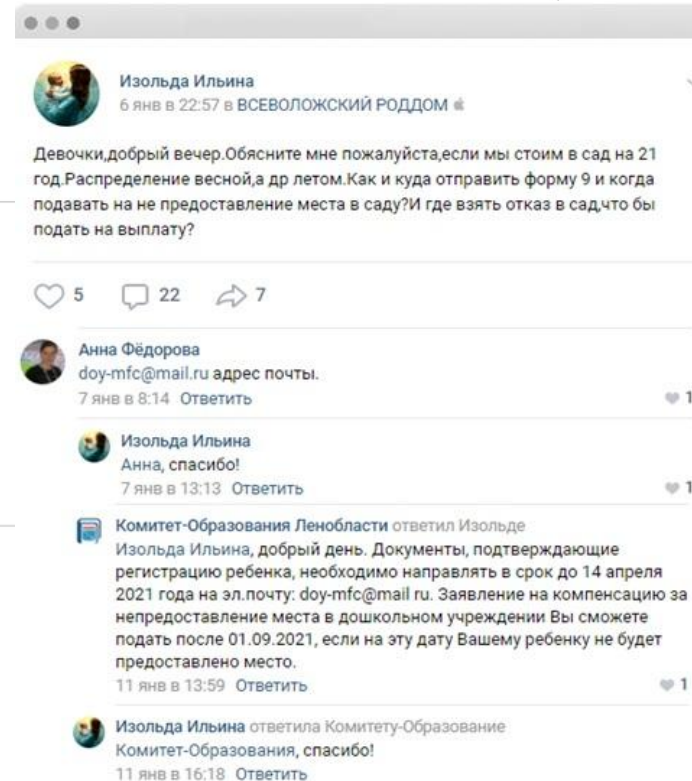 Изольда Ильина
6 янв в 22:57 в ВСЕВОЛОЖСКИЙ РОДДОМ
Девочки,добрый вечер.Обясните мне пожалуйста,если мы стоим в сад на 21
год.Распределение весной,а др летом.Как и куда отправить форму 9 и когда
подавать на не предоставление места в саду?И где взять отказ в сад,что бы
подать на выплату?
5 22 7
Анна Фёдорова
doy-mfc@mail.ru адрес почты.
7 янв в 8:14 Ответить 1
Изольда Ильина
Анна, спасибо!
7 янв в 13:13 Ответить 1
Комитет-Образования Ленобласти ответил Изольде
Изольда Ильина, добрый день. Документы, подтверждающие
регистрацию ребенка, необходимо направлять в срок до 14 апреля
2021 года на эл.почту: doy-mfc@mail ru. Заявление на компенсацию за
непредоставление места в дошкольном учреждении Вы сможете
подать после 01.09.2021, если на эту дату Вашему ребенку не будет
предоставлено место.
11 янв в 13:59 Ответить 1
Изольда Ильина ответила Комитету-Образование
Комитет-Образования, спасибо!
11 янв в 16:18 Ответить